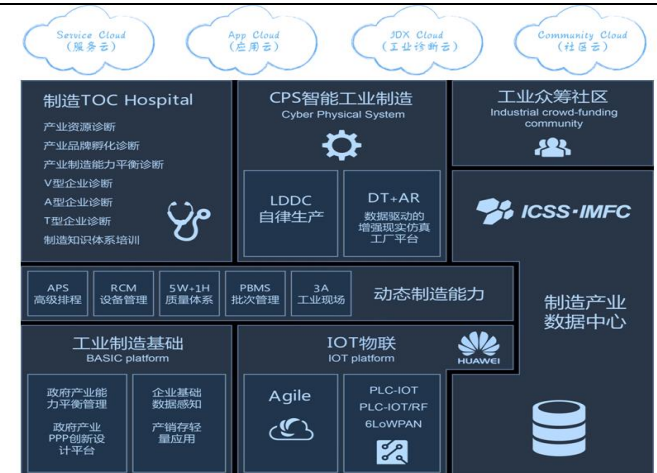 Service Cloud
(服务云)
App Cloud
(应用云)
JDX Cloud
(工业诊断云)
Community Cloud
(社区云)
制造TOC Hospital
产业资源诊断
产业品牌孵化诊断
产业制造能力平衡诊断
V型企业诊断
A型企业诊断
T型企业诊断
制造知识体系培训
CPS智能工业制造
Cyber Physical System
LDDC
自律生产
DT+AR
数据驱动的
增强现实仿真
工厂平台
工业众筹社区
Industrial crowd-funding
community
ICSS·IMFC
制造产业
数据中心
APS
高级排程
RCM
设备管理
5W+1H
质量体系
PBMS
批次管理
3A
工业现场
动态制造能力
工业制造基础
BASIC platform
政府产业能
力平衡管理
政府产业
PPP创新设
计平台
企业基础
数据感知
产销存轻
量应用
IOT物联
IOT platform
HUAWEI
Agile
PLC-IOT
PLC-IOT/RF
6LoWPAN